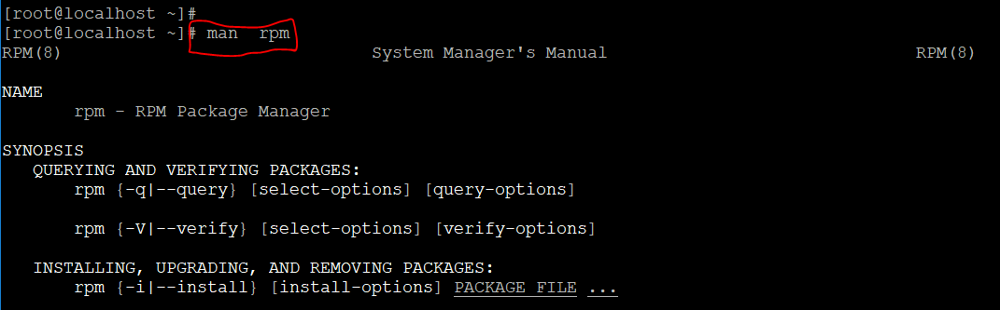 [root@localhost ~]#
[root@localhost ~]# man  rpm
RPM(8) System Manager's Manual RPM(8)
NAME
rpm - RPM Package Manager
SYNOPSIS
QUERYING AND VERIFYING PACKAGES:
rpm {-q|--query} [select-options] [query-options]
rpm {-V|--verify} [select-options] [verify-options]
INSTALLING, UPGRADING, AND REMOVING PACKAGES:
rpm {-i|--install} [install-options] PACKAGE FILE ...